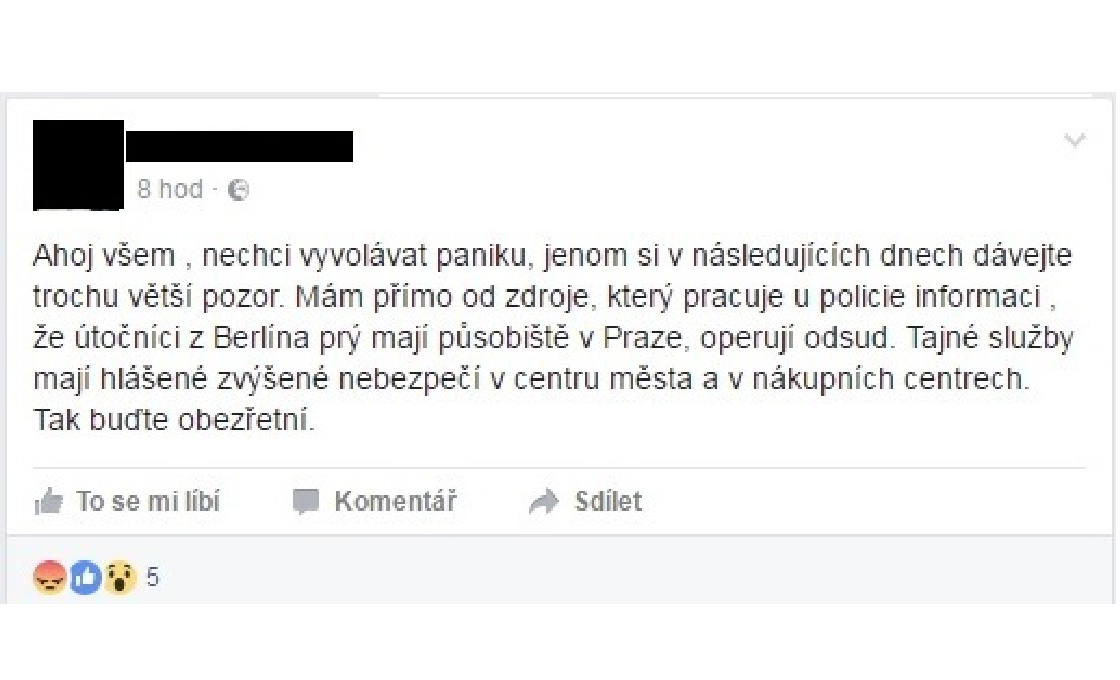 8 hod ·
Ahoj všem , nechci vyvolávat paniku, jenom si v následujících dnech dávejte
trochu větší pozor. Mám přímo od zdroje, který pracuje u policie informaci ,
že útočníci z Berlína prý mají působiště v Praze, operují odsud. Tajné služby
mají hlášené zvýšené nebezpečí v centru města a v nákupních centrech.
Tak buďte obezřetní.
To se mi líbí Komentář Sdílet
5